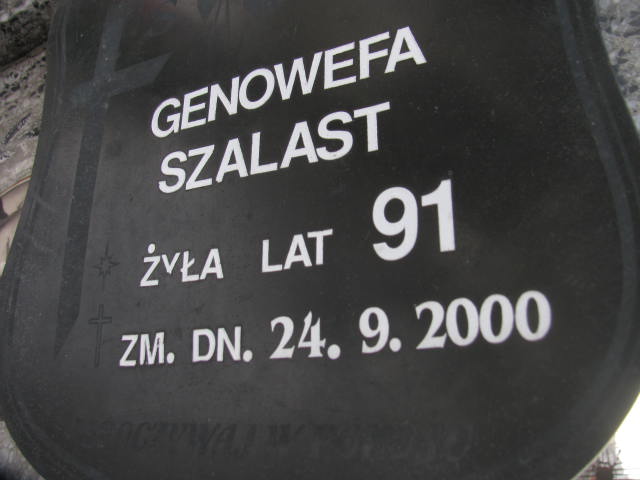 GENOWEFA
SZALAST
ŻYŁA LAT 91
ZM. DN. 24. 9. 2000